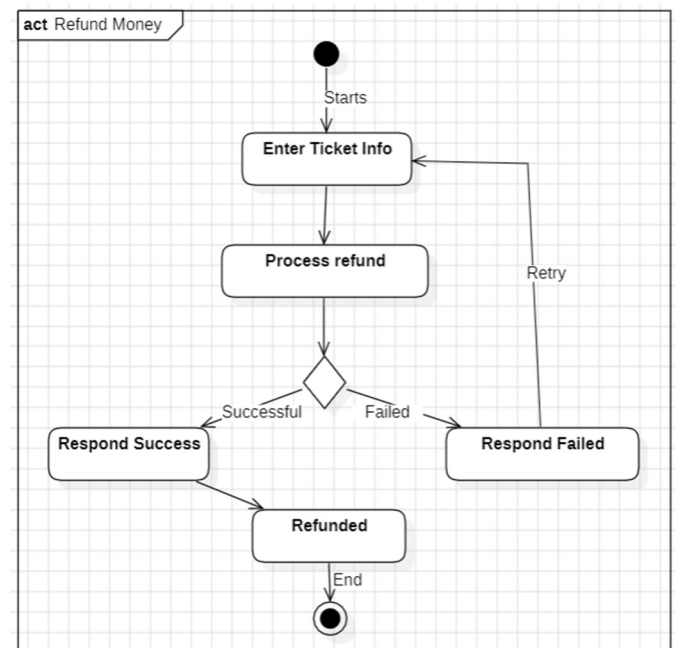 act Refund Money
Starts
Enter Ticket Info
Process refund
Retry
Successful
Failed
Respond Success
Respond Failed
Refunded
End